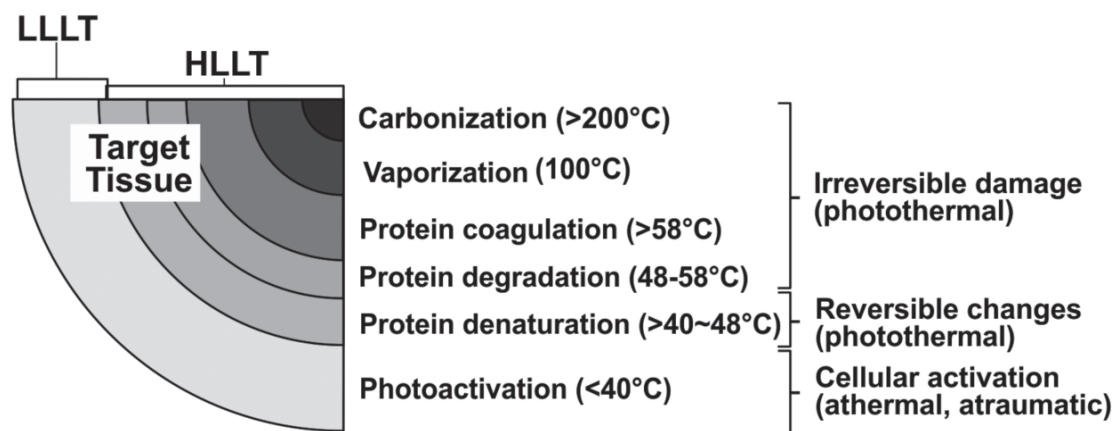 LLLT
HLLT
Target
Tissue
Carbonization (>200°C)
Vaporization (100°C)
Protein coagulation (>58°C)
Protein degradation (48-58°C)
Protein denaturation (>40~48°C)
Photoactivation (<40°C)
Irreversible damage
(photothermal)
Reversible changes
(photothermal)
Cellular activation
(athermal, atraumatic)